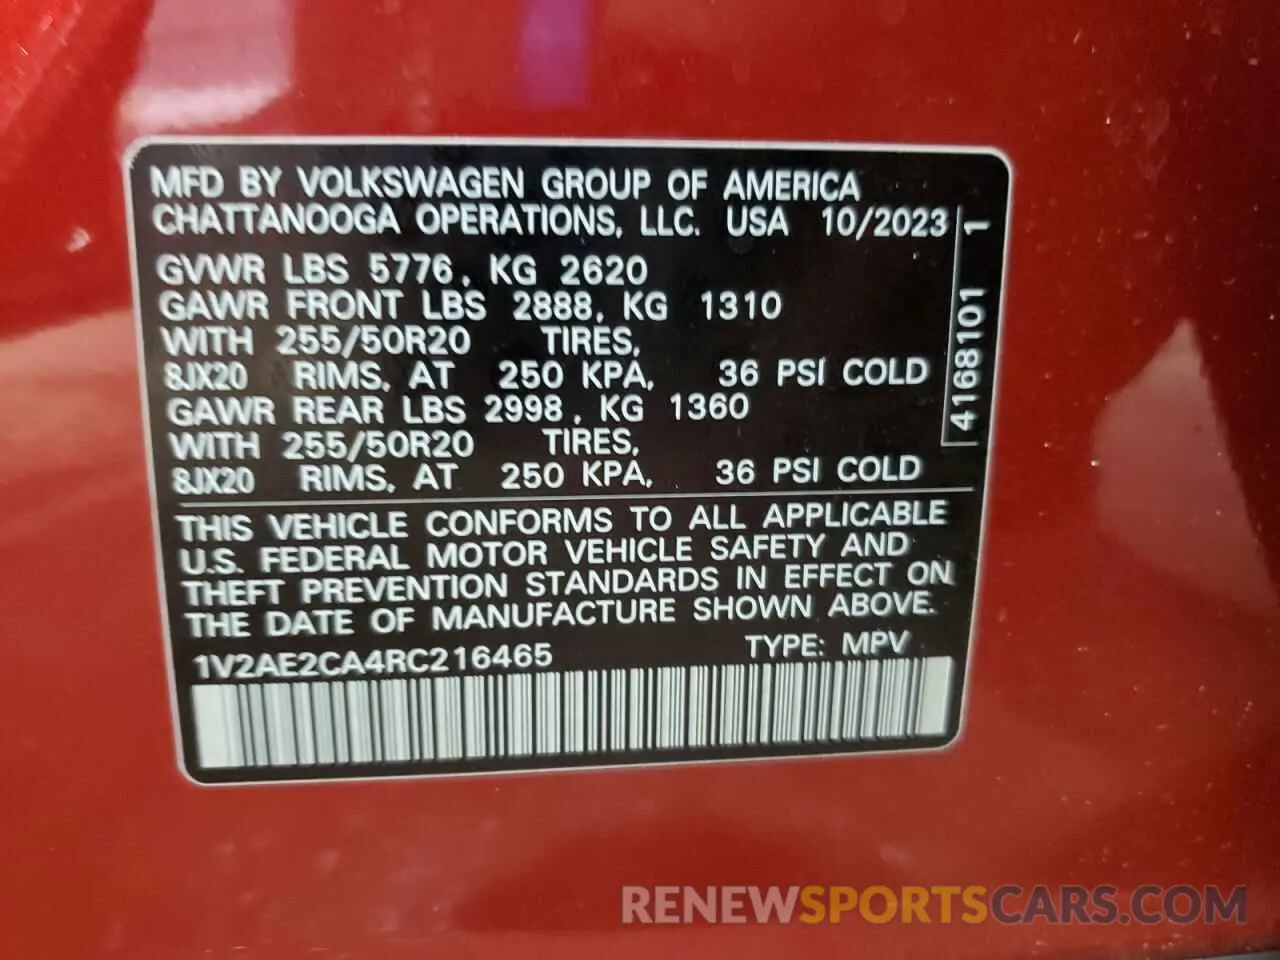 MFD BY VOLKSWAGEN GROUP OF AMERICA
CHATTANOOGA OPERATIONS, LLC. USA 10/2023
GVWR LBS 5776, KG 2620
GAWR FRONT LBS 2888, KG 1310
WITH 255/50R20 TIRES,
8JX20 RIMS, AT 250 KPA, 36 PSI COLD
GAWR REAR LBS 2998, KG 1360
WITH 255/50R20 TIRES,
8JX20 RIMS, AT 250 KPA, 36 PSI COLD
4168101 1
THIS VEHICLE CONFORMS TO ALL APPLICABLE
U.S. FEDERAL MOTOR VEHICLE SAFETY AND
THEFT PREVENTION STANDARDS IN EFFECT ON
THE DATE OF MANUFACTURE SHOWN ABOVE.
1V2AE2CA4RC216465 TYPE: MPV
RENEWSPORTSCARS.COM